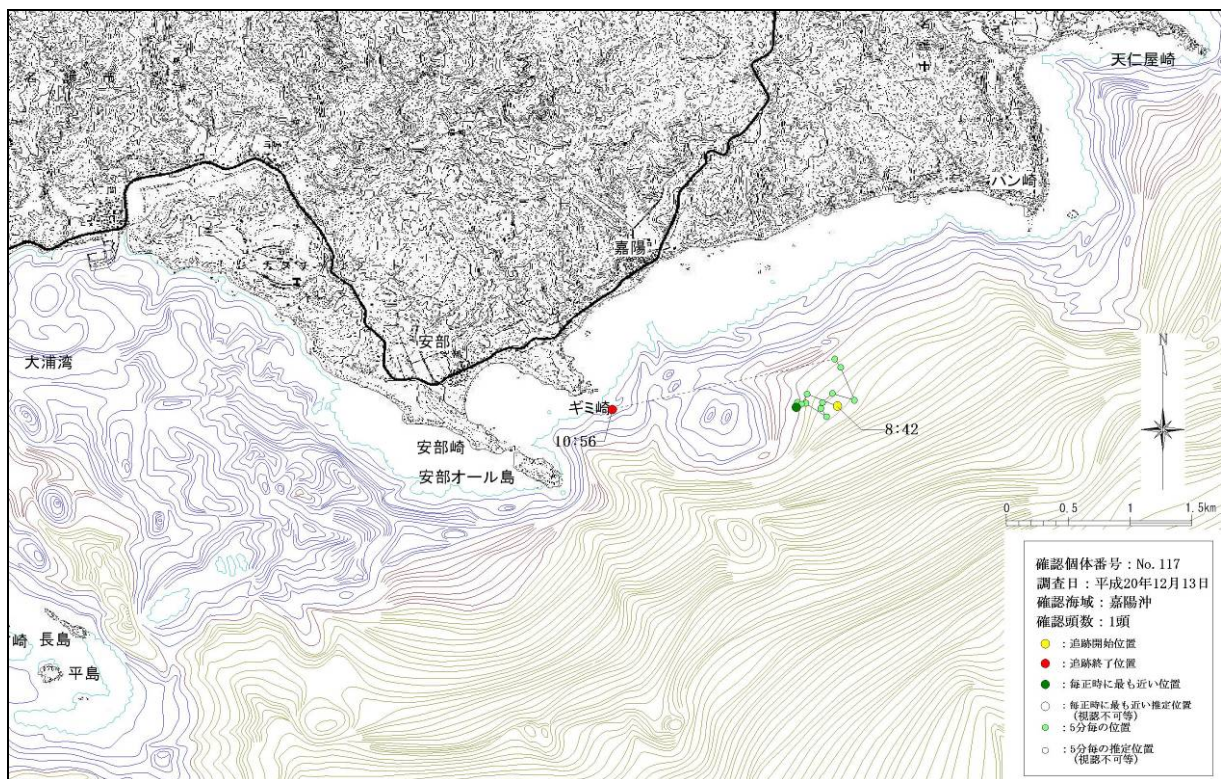 天仁屋崎
バン崎
嘉陽
安部
大浦湾
ギミ崎
10:56
8:42
安部崎
安部オール島
N
0 0.5 1 1.5km
崎
長島
平島
確認個体番号：No.117
調査日：平成20年12月13日
確認海域：嘉陽沖
確認頭数：1頭
：追跡開始位置
：追跡終了位置
：毎正時に最も近い位置
：毎正時に最も近い推定位置
（視認不可等）
：5分毎の位置
：5分毎の推定位置
（視認不可等）